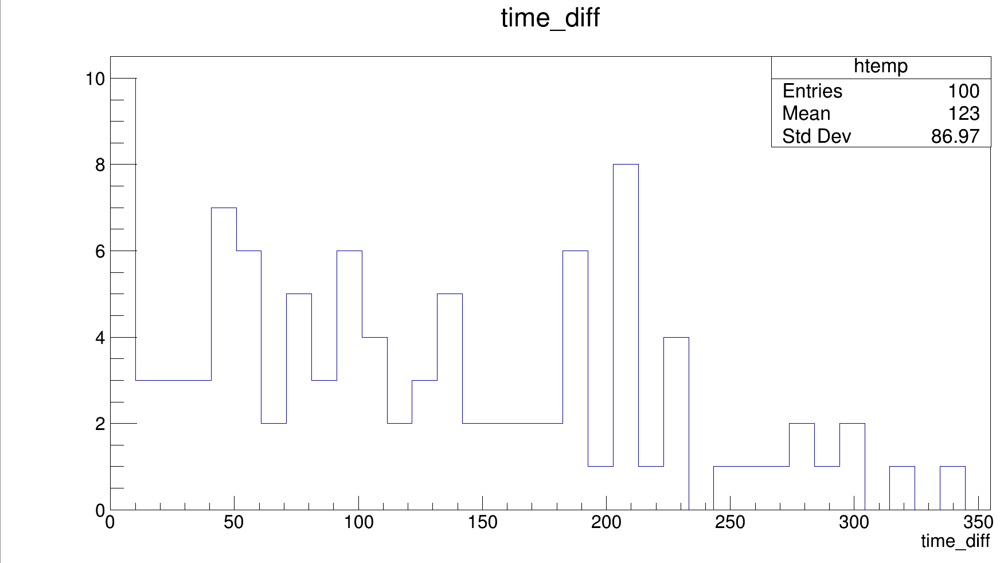 time_diff
htemp
Entries 100
Mean 123
Std Dev 86.97
10
8
6
4
2
0
0 50 100 150 200 250 300 350
time_diff